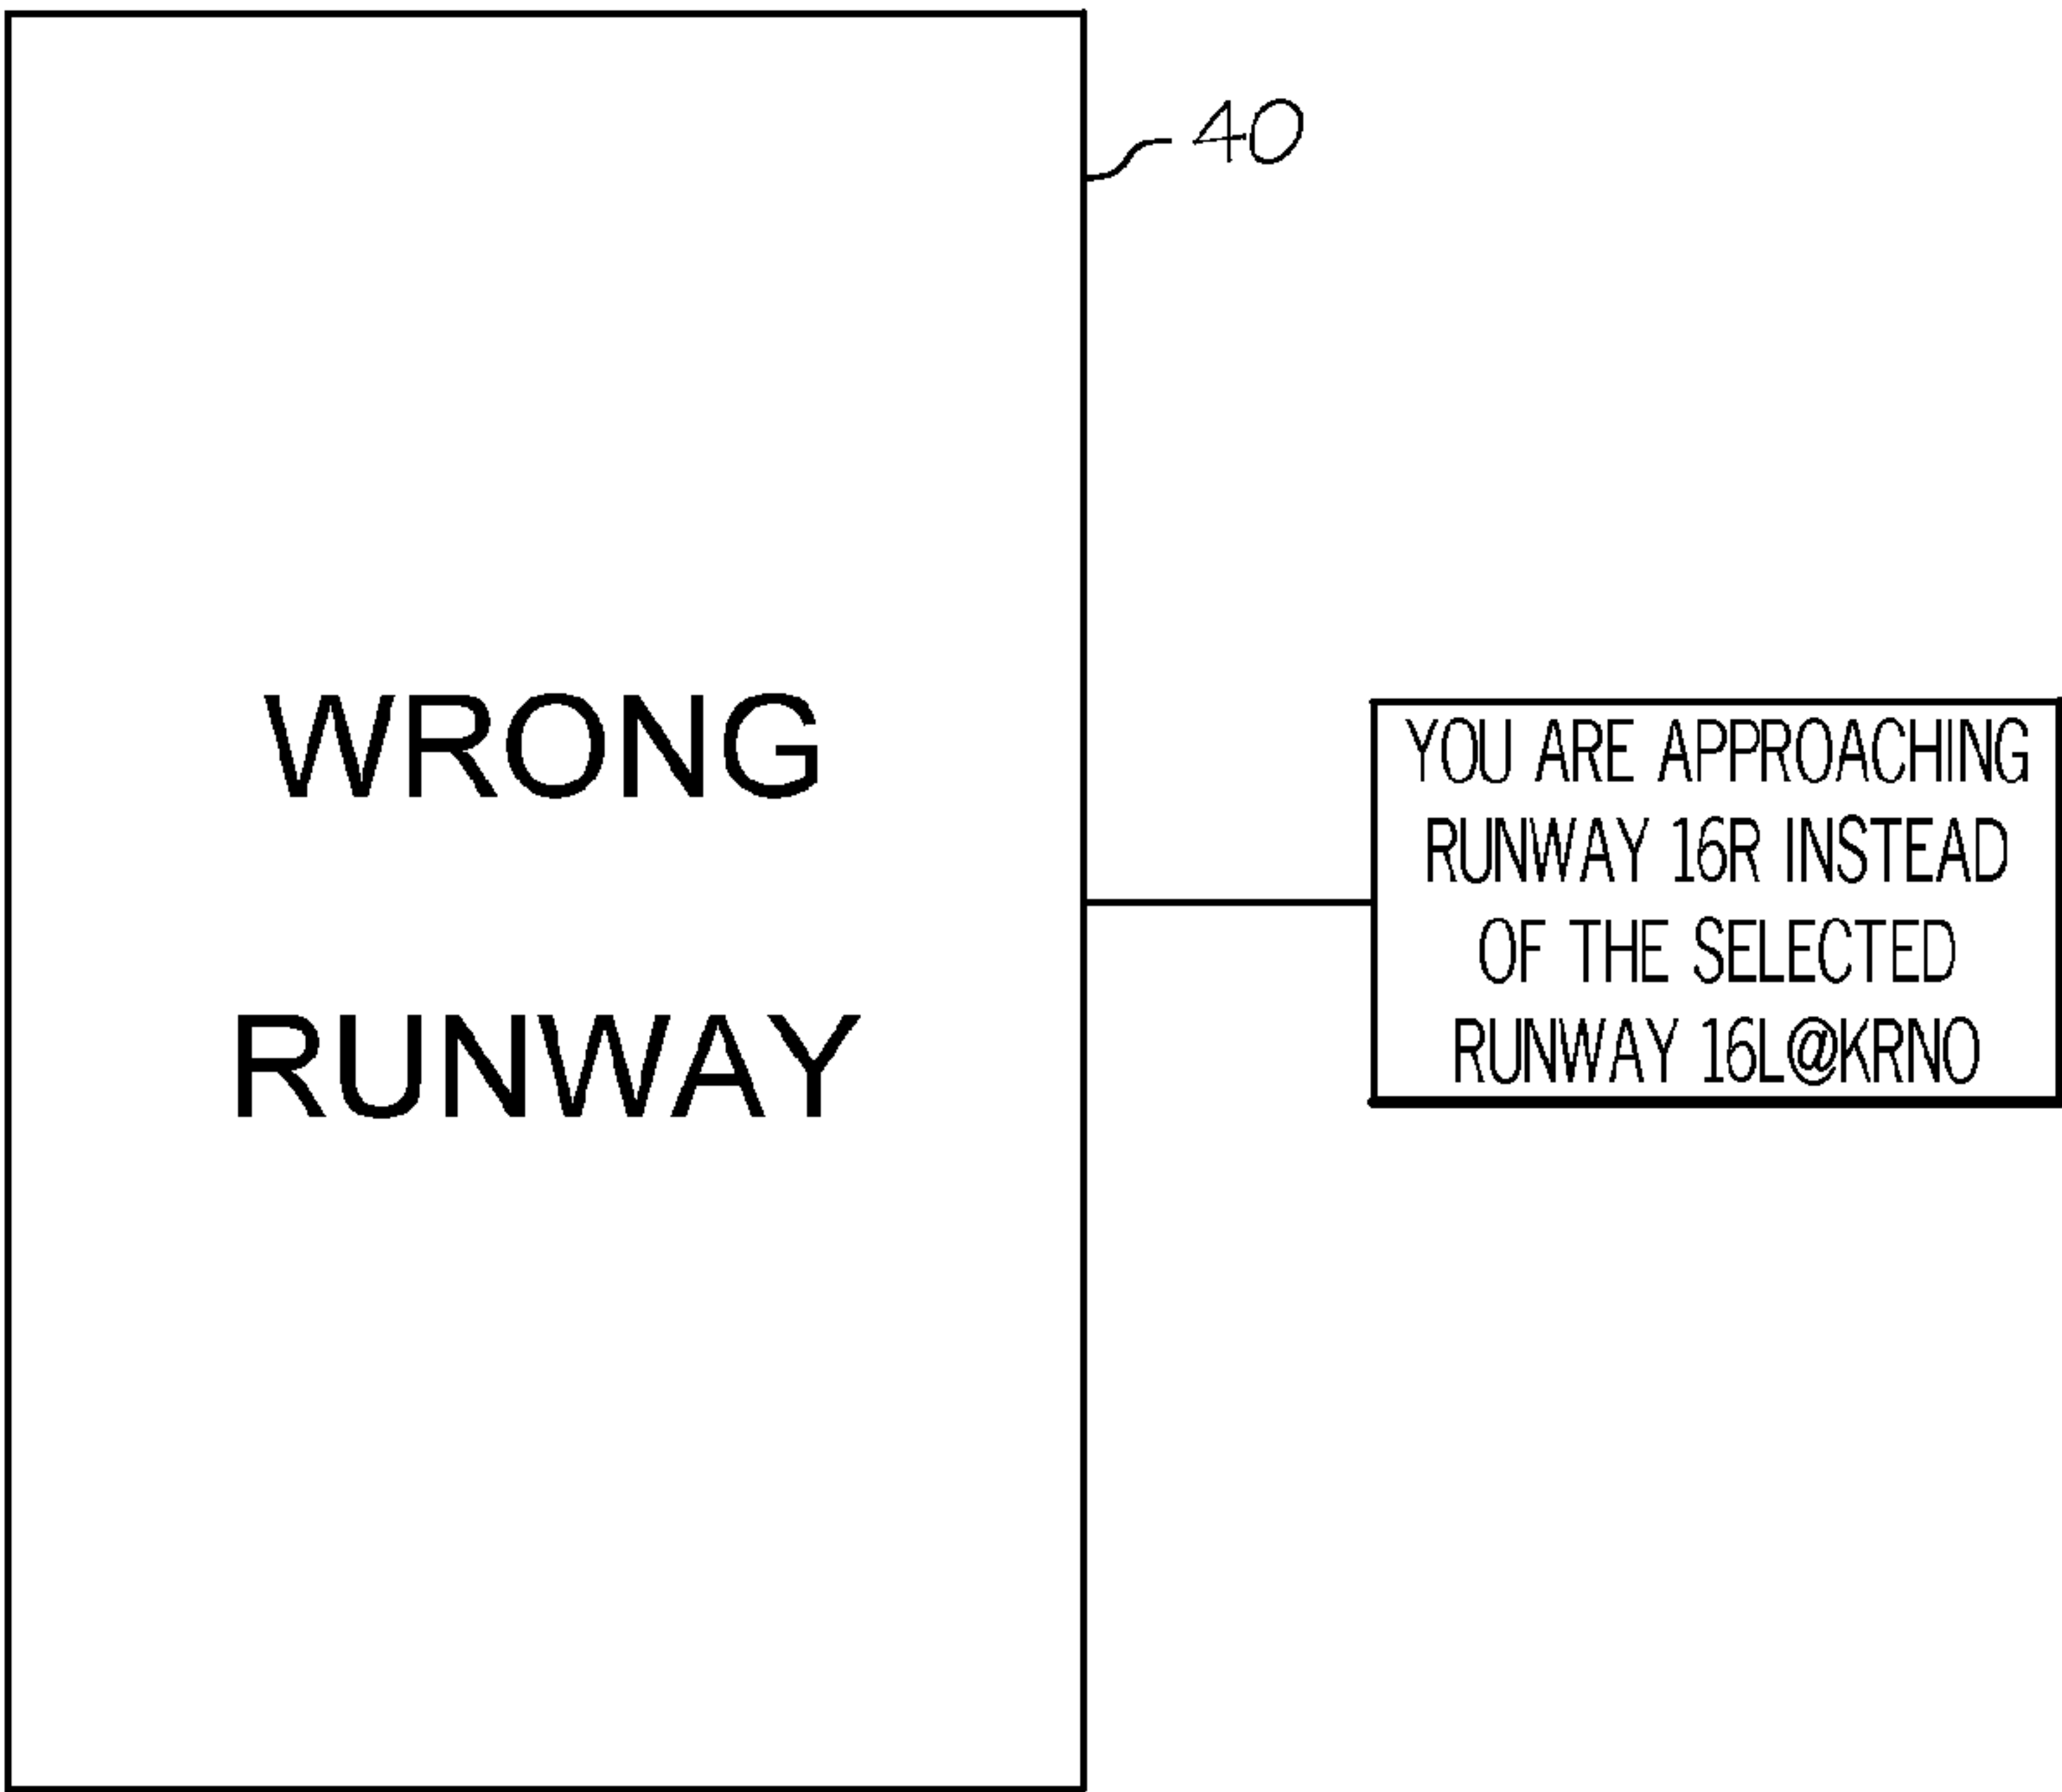 40
WRONG
RUNWAY
YOU ARE APPROACHING
RUNWAY 16R INSTEAD
OF THE SELECTED
RUNWAY 16L@KRNO